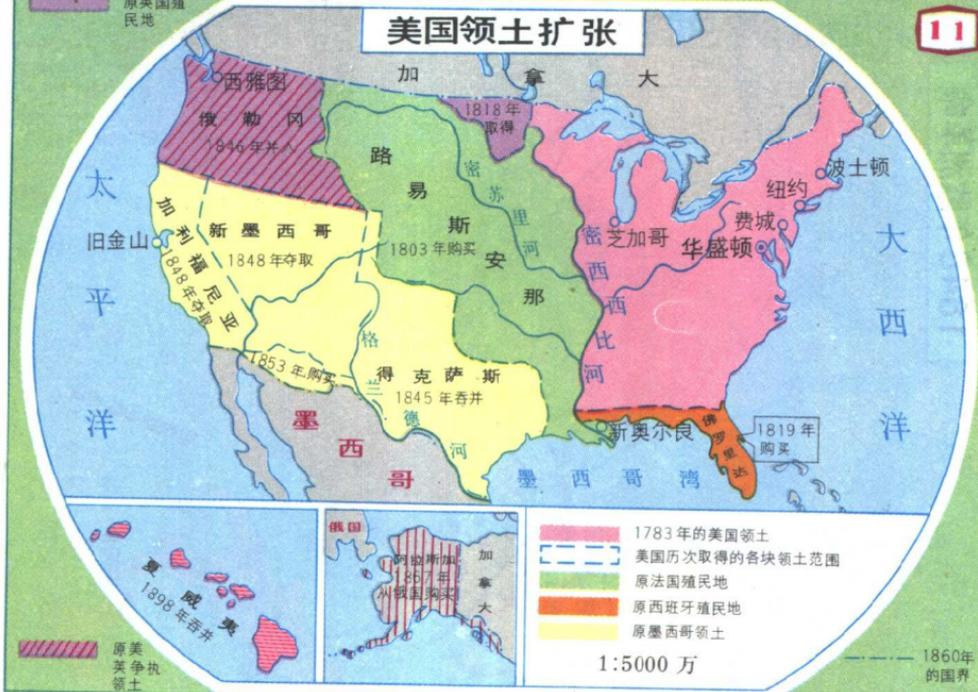 原英国殖
民地
美国领土扩张
11
加拿大
西雅图
俄勒冈
1846年并入
1818年
取得
路易斯安那
1803年购买
密苏里河
太平洋
旧金山
加利福尼亚
1848年夺取
新墨西哥
1848年夺取
1853年购买
格兰德河
得克萨斯
1845年吞并
墨西哥
密西西比河
芝加哥
波士顿
纽约
费城
华盛顿
大西洋
新奥尔良
佛罗里达
1819年
购买
墨西哥湾
夏威夷
1898年吞并
俄国
阿拉斯加
867年
从俄国购买
加拿大
1783年的美国领土
美国历次取得的各块领土范围
原法国殖民地
原西班牙殖民地
原墨西哥领土
1:5000万
原美
英争执
领土
1860年
的国界